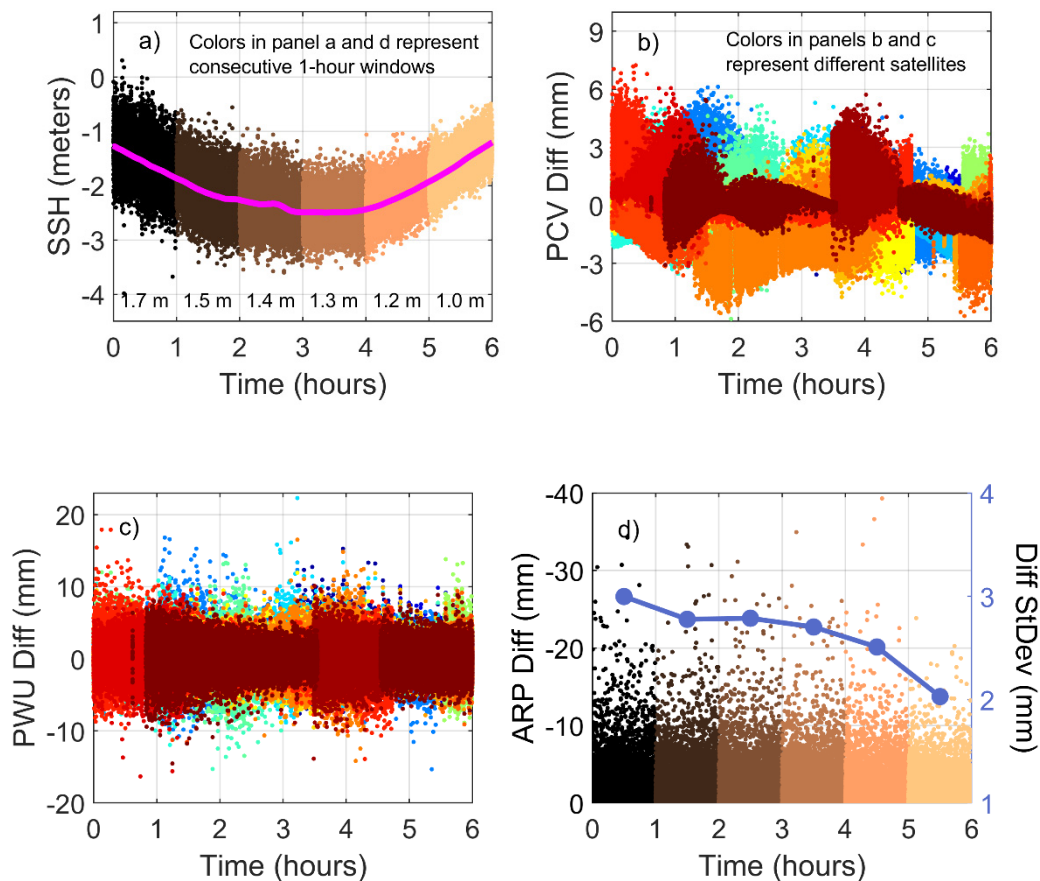 a)
Colors in panel a and d represent
consecutive 1-hour windows
SSH (meters)
1
0
-1
-2
-3
-4
1.7 m 1.5 m 1.4 m 1.3 m 1.2 m 1.0 m
0 1 2 3 4 5 6
Time (hours)
b)
Colors in panels b and c
represent different satellites
PCV Diff (mm)
9
6
3
0
-3
-6
0 1 2 3 4 5 6
Time (hours)
c)
PWU Diff (mm)
20
10
0
-10
-20
0 1 2 3 4 5 6
Time (hours)
d)
ARP Diff (mm)
-40
-30
-20
-10
0
0 1 2 3 4 5 6
Time (hours)
4
3
2
1
Diff StDev (mm)